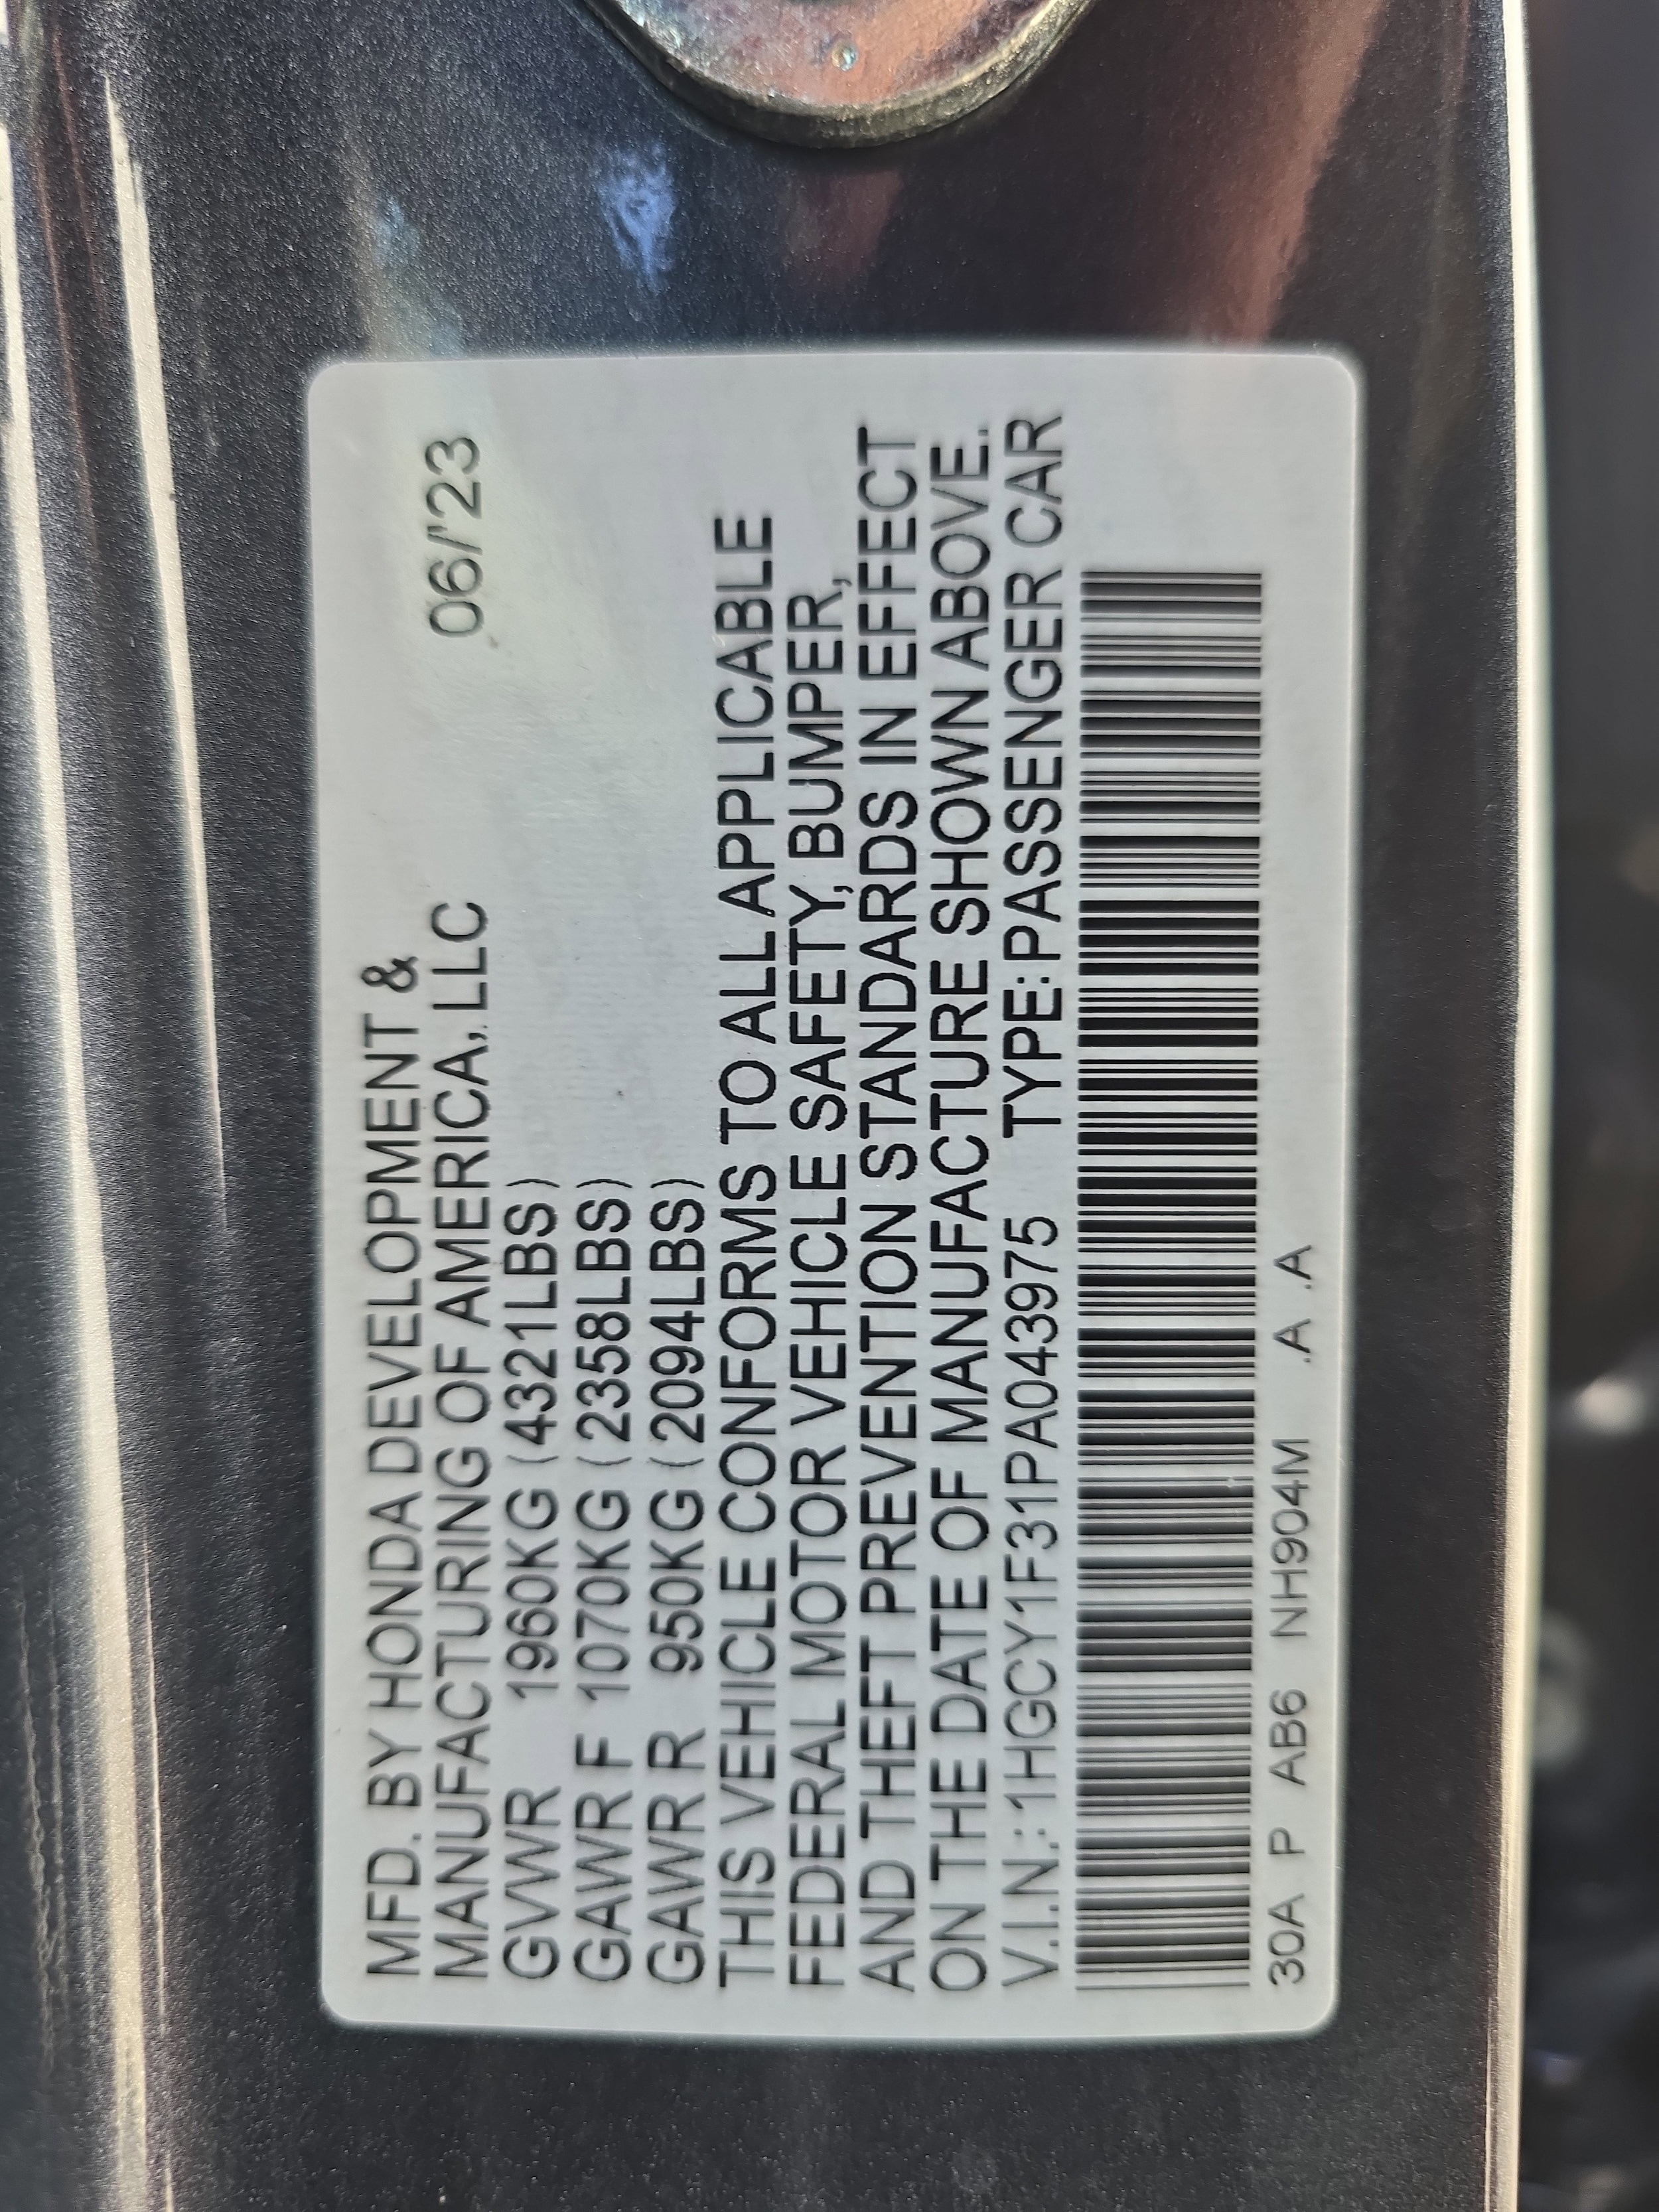 MFD. BY HONDA DEVELOPMENT &
MANUFACTURING OF AMERICA, LLC 06/'23
GVWR 1960KG (4321LBS)
GAWR F 1070KG (2358LBS)
GAWR R 950KG (2094LBS)
THIS VEHICLE CONFORMS TO ALL APPLICABLE
FEDERAL MOTOR VEHICLE SAFETY, BUMPER,
AND THEFT PREVENTION STANDARDS IN EFFECT
ON THE DATE OF MANUFACTURE SHOWN ABOVE.
V.I.N.:1HGCY1F31PA043975 TYPE:PASSENGER CAR
30A P AB6 NH904M .A .A